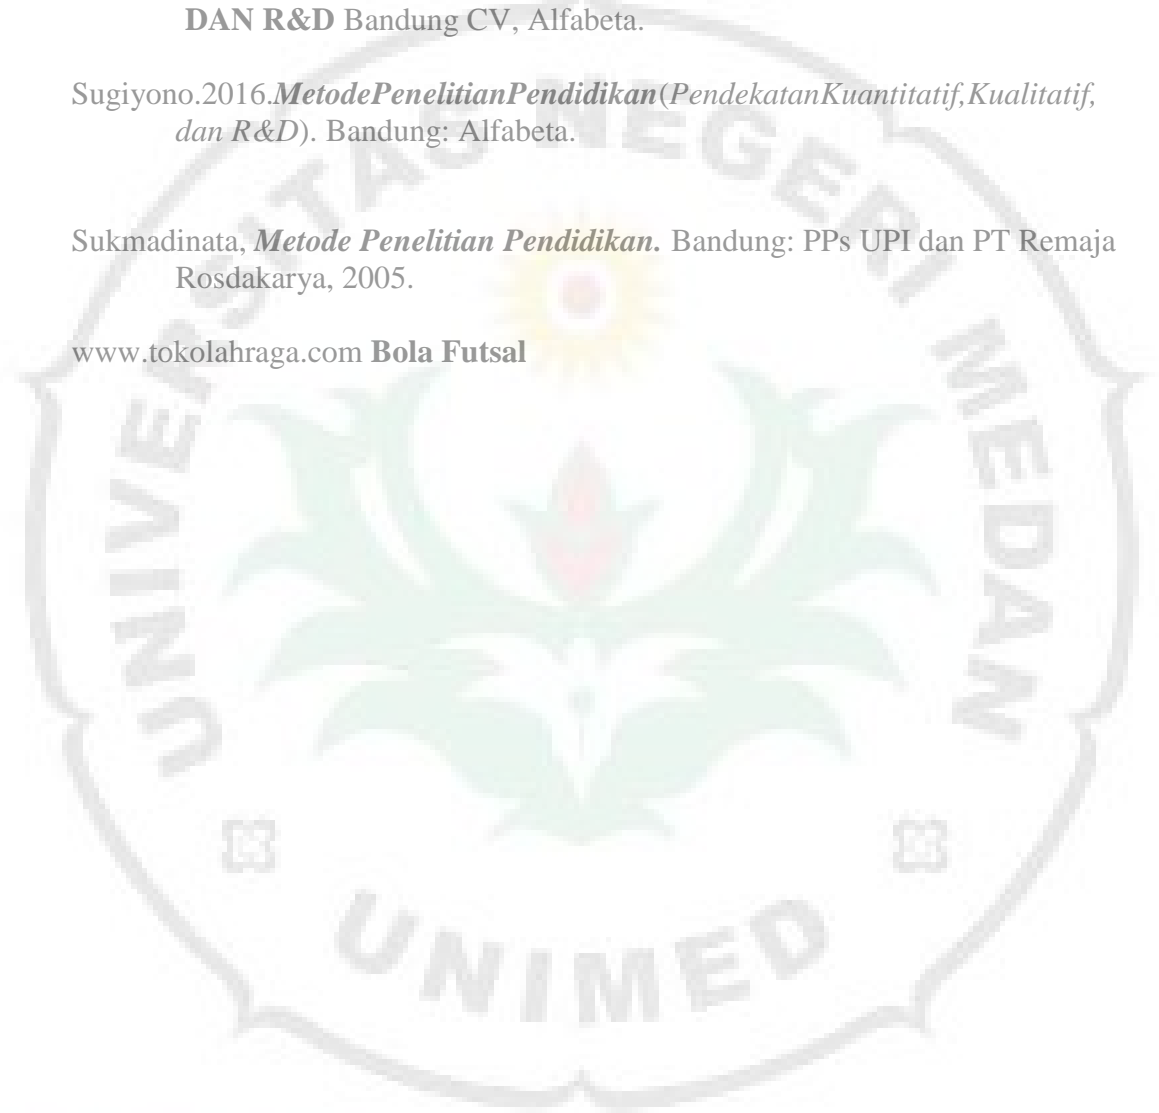 DAN R&D Bandung CV, Alfabeta.
Sugiyono.2016.MetodePenelitianPendidikan(PendekatanKuantitatif,Kualitatif,
dan R&D). Bandung: Alfabeta.
Sukmadinata, Metode Penelitian Pendidikan. Bandung: PPs UPI dan PT Remaja
Rosdakarya, 2005.
www.tokolahraga.com Bola Futsal
UNIVERSITAS NEGERI MEDAN
UNIMED